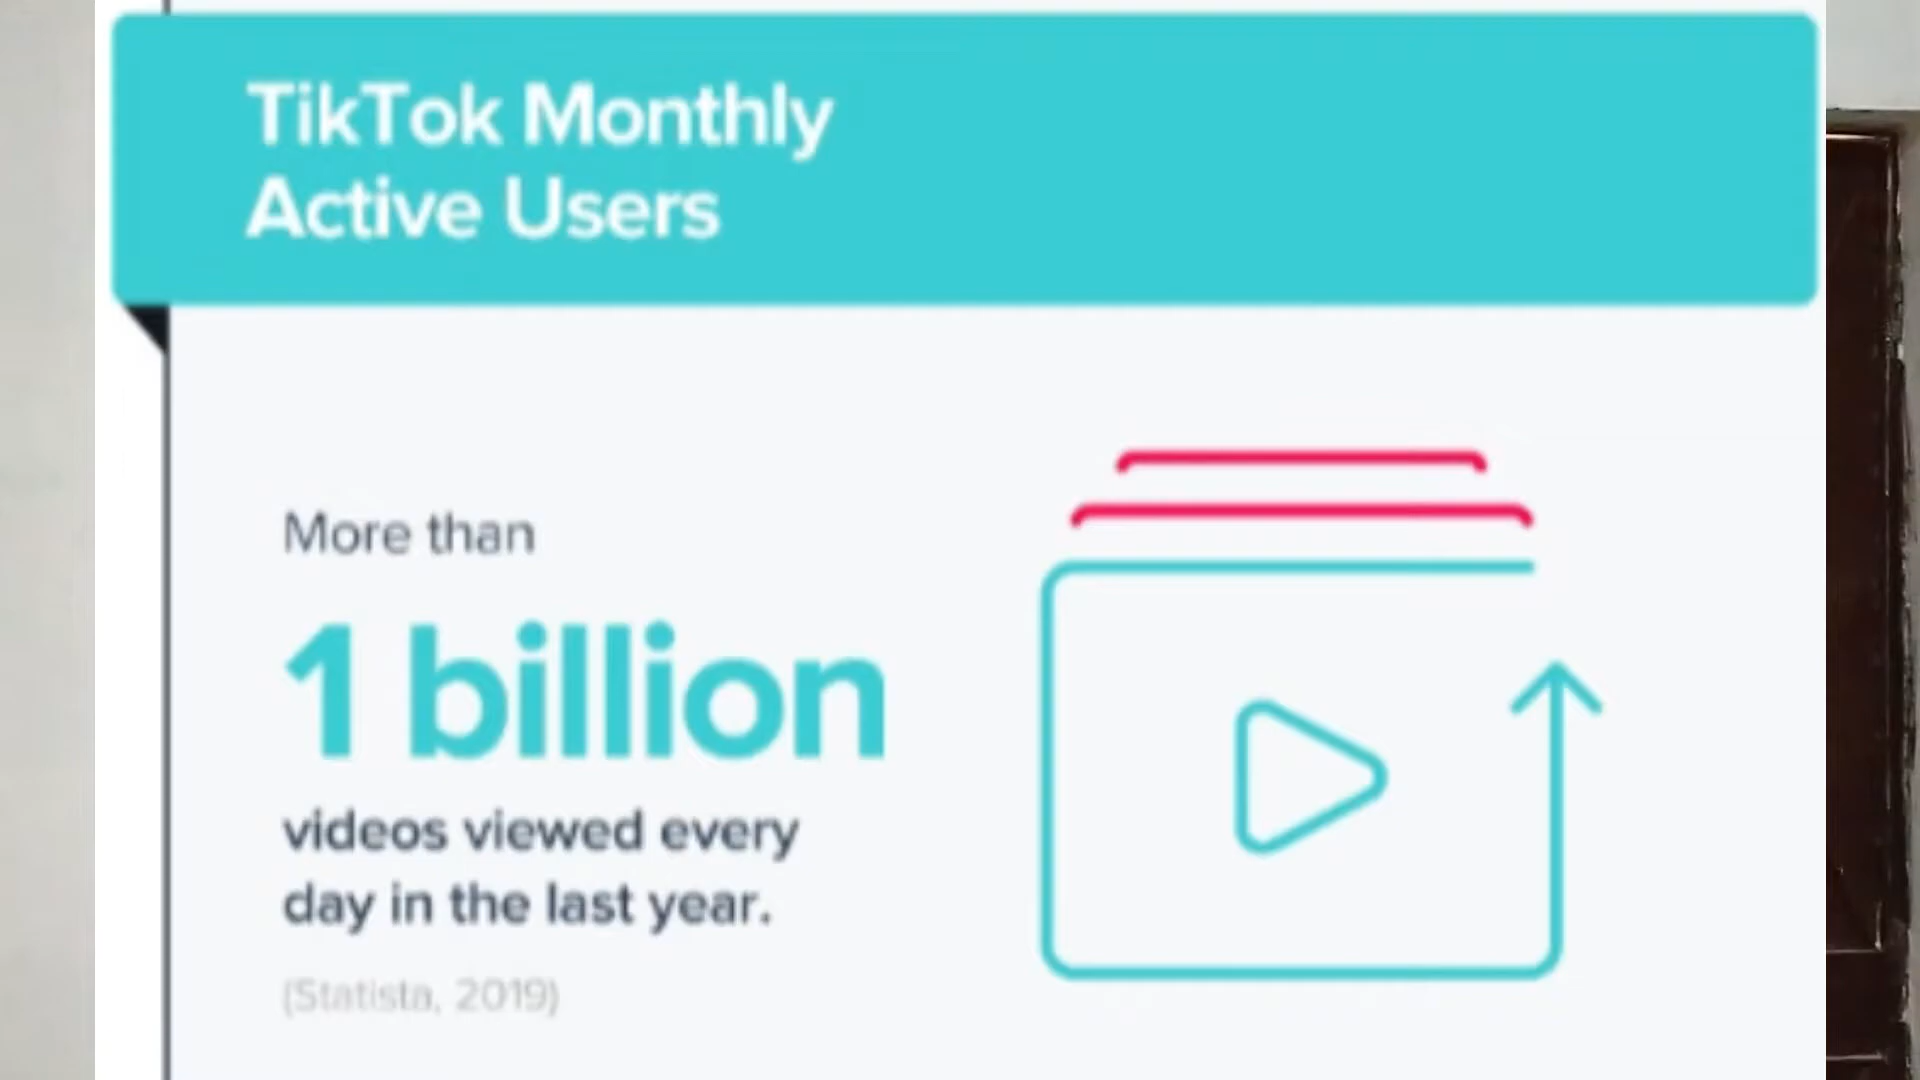 TikTok Monthly
Active Users
More than
1 billion
videos viewed every
day in the last year.
(Statista, 2019)